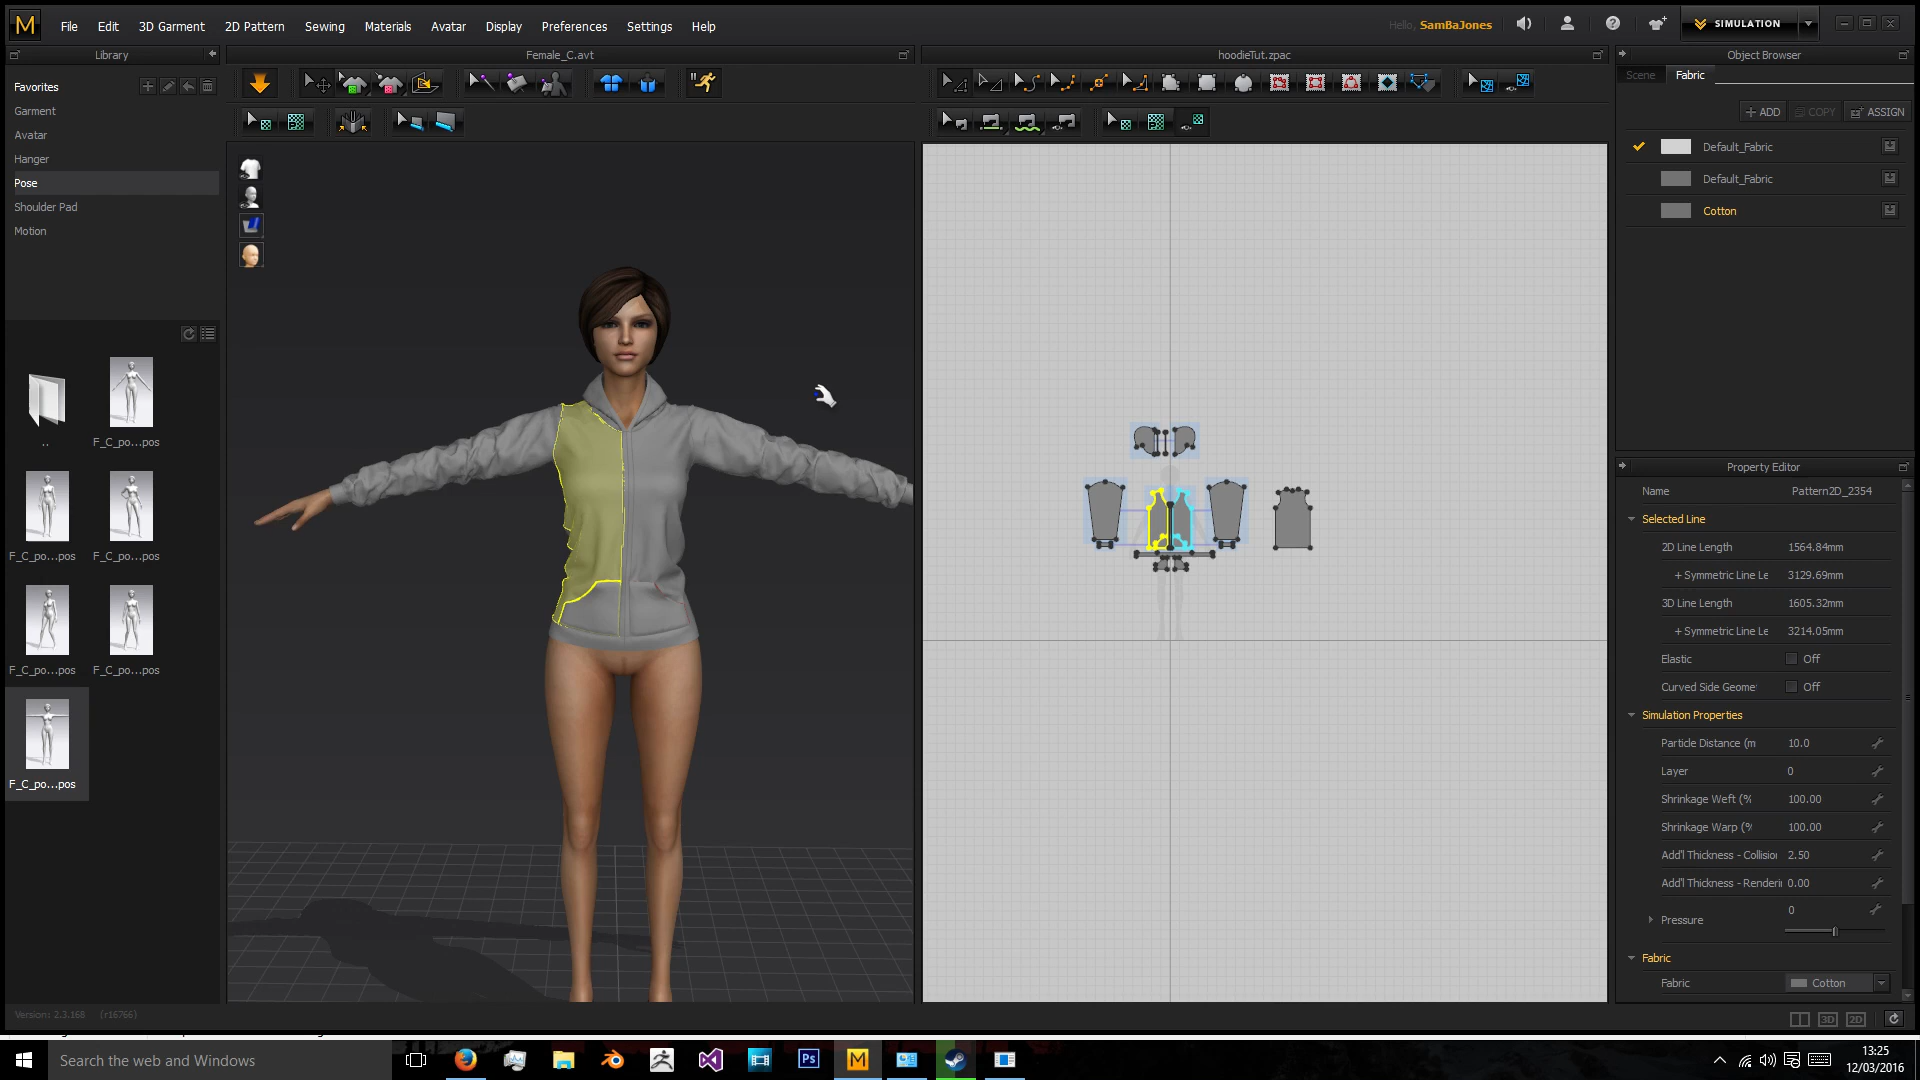 M File Edit 3D Garment 2D Pattern Sewing Materials Avatar Display Preferences Settings Help
Hello, SamBaJones
SIMULATION
Library
Female_C.avt
hoodieTut.zpac
Object Browser
Favorites
Garment
Avatar
Hanger
Pose
Shoulder Pad
Motion
..
F_C_po...pos
F_C_po...pos
F_C_po...pos
F_C_po...pos
F_C_po...pos
F_C_po...pos
Scene Fabric
+ ADD COPY ASSIGN
Default_Fabric
Default_Fabric
Cotton
Property Editor
Name Pattern2D_2354
Selected Line
2D Line Length 1564.84mm
+ Symmetric Line Le 3129.69mm
3D Line Length 1605.32mm
+ Symmetric Line Le 3214.05mm
Elastic Off
Curved Side Geome Off
Simulation Properties
Particle Distance (m 10.0
Layer 0
Shrinkage Weft (% 100.00
Shrinkage Warp (% 100.00
Add'l Thickness - Collision 2.50
Add'l Thickness - Renderi 0.00
Pressure 0
Fabric
Fabric Cotton
Version: 2.3.168 (r16766)
3D 2D
Search the web and Windows
Ps M
13:25
12/03/2016